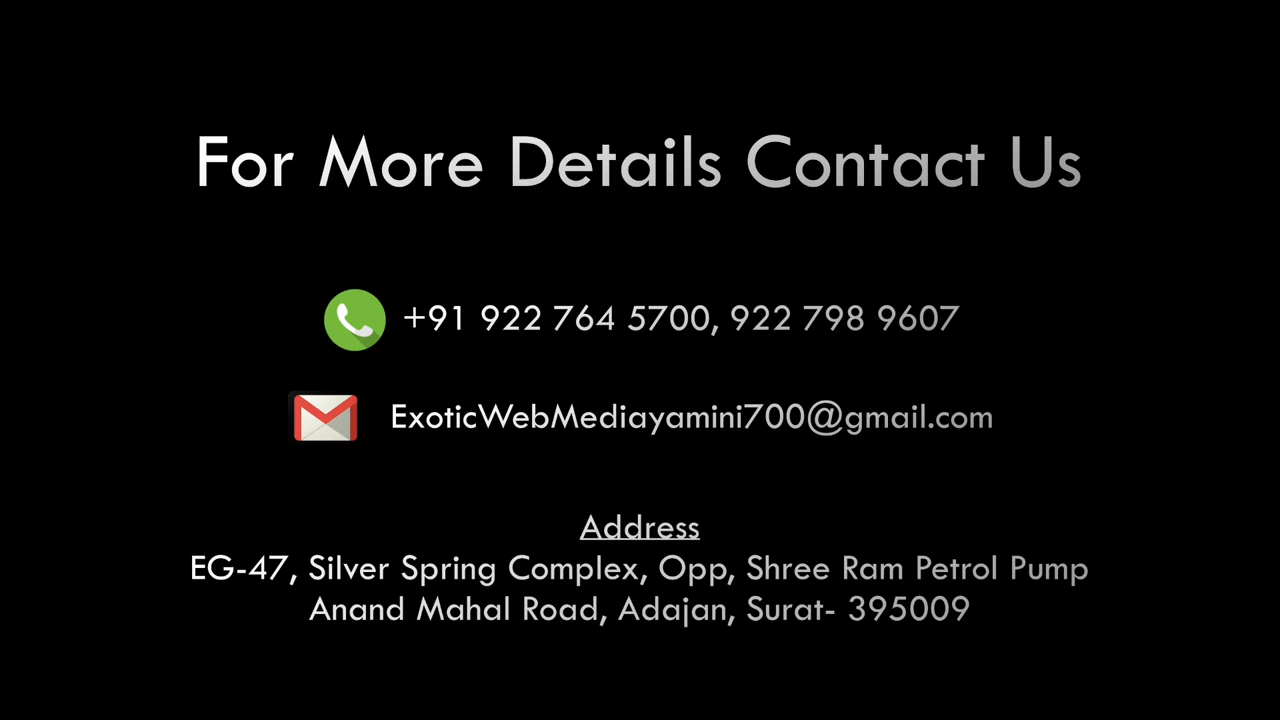 For More Details Contact Us
+91 922 764 5700, 922 798 9607
ExoticWebMediayamini700@gmail.com
Address
EG-47, Silver Spring Complex, Opp, Shree Ram Petrol Pump
Anand Mahal Road, Adajan, Surat- 395009